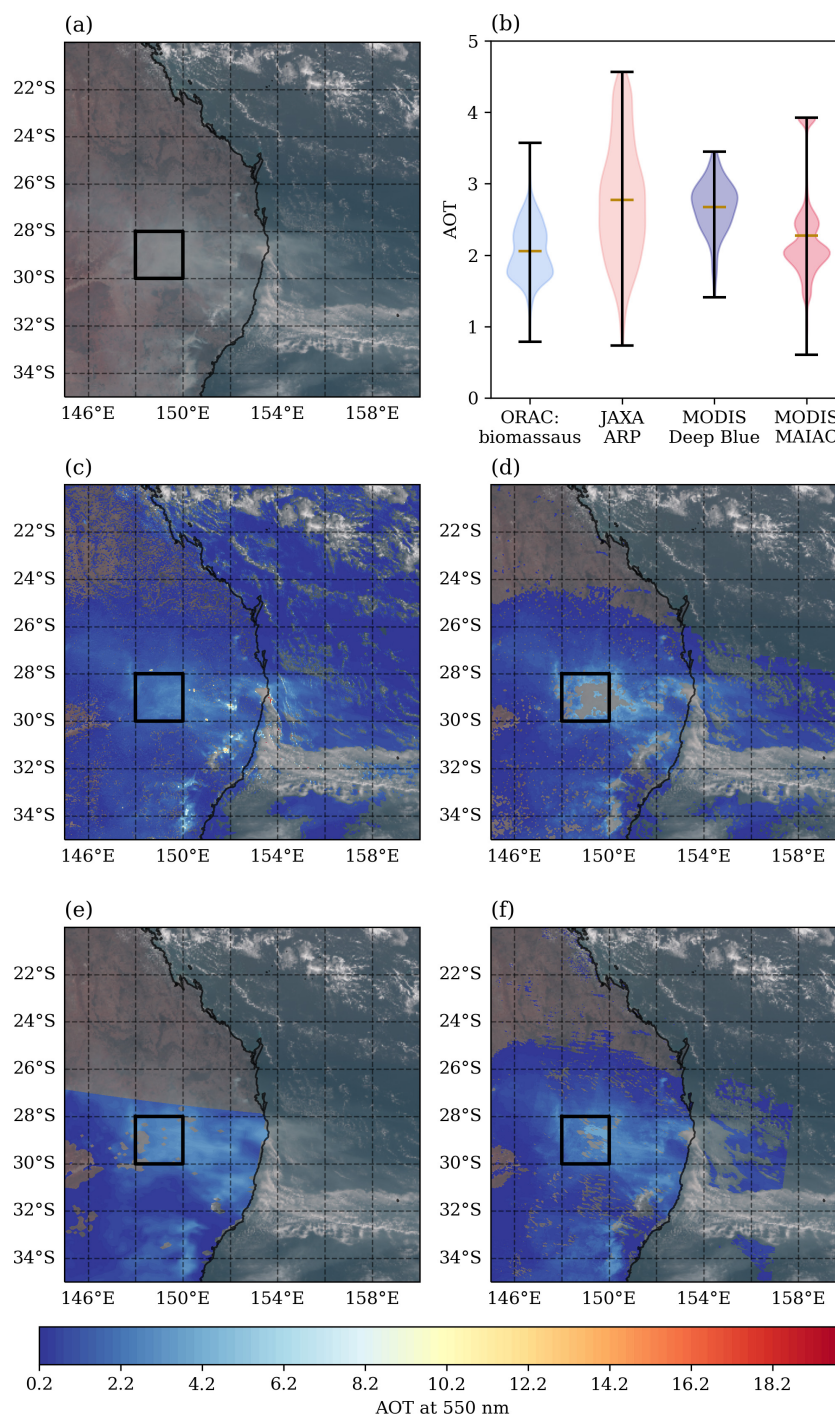 (a)
22°S
24°S
26°S
28°S
30°S
32°S
34°S
146°E 150°E 154°E 158°E
(b)
5
4
3
2
1
0
AOT
ORAC: biomassaus
JAXA ARP
MODIS Deep Blue
MODIS MAIAC
(c)
22°S
24°S
26°S
28°S
30°S
32°S
34°S
146°E 150°E 154°E 158°E
(d)
22°S
24°S
26°S
28°S
30°S
32°S
34°S
146°E 150°E 154°E 158°E
(e)
22°S
24°S
26°S
28°S
30°S
32°S
34°S
146°E 150°E 154°E 158°E
(f)
22°S
24°S
26°S
28°S
30°S
32°S
34°S
146°E 150°E 154°E 158°E
0.2 2.2 4.2 6.2 8.2 10.2 12.2 14.2 16.2 18.2
AOT at 550 nm